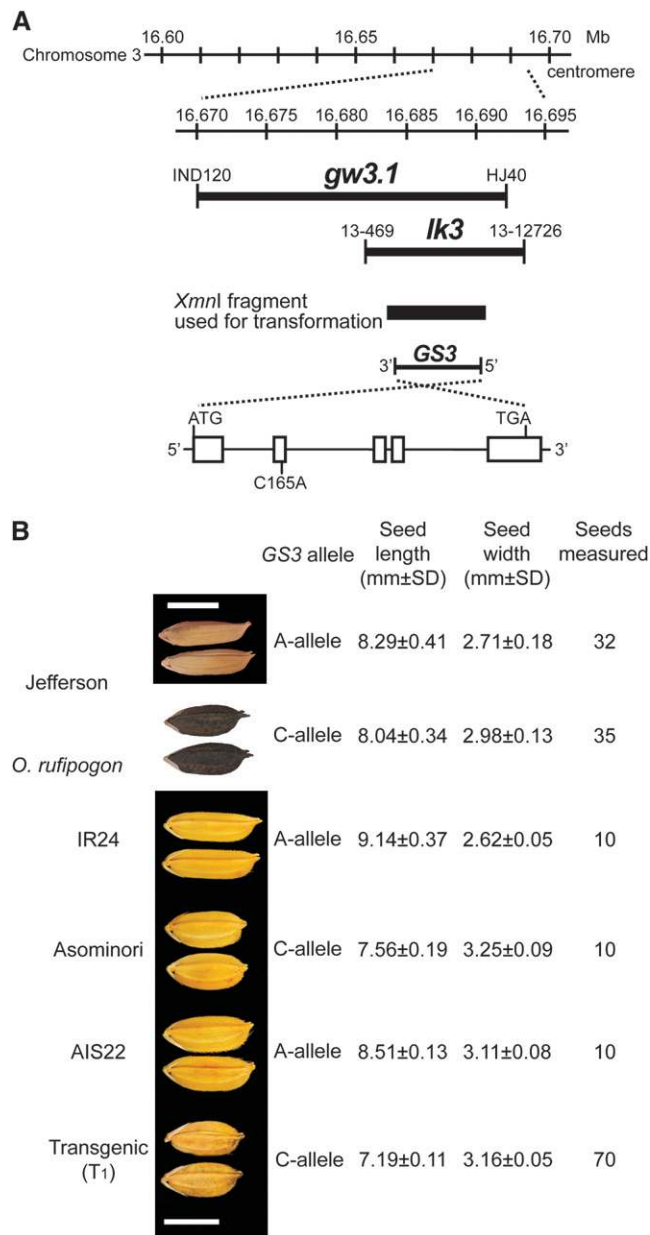 A
16.60 16.65 16.70 Mb
Chromosome 3
centromere
16.670 16.675 16.680 16.685 16.690 16.695
IND120 gw3.1 HJ40
13-469 lk3 13-12726
XmnI fragment
used for transformation
3’ GS3 5’
ATG TGA
5’ 3’
C165A
B
GS3 allele Seed length (mm±SD) Seed width (mm±SD) Seeds measured
Jefferson A-allele 8.29±0.41 2.71±0.18 32
O. rufipogon C-allele 8.04±0.34 2.98±0.13 35
IR24 A-allele 9.14±0.37 2.62±0.05 10
Asominori C-allele 7.56±0.19 3.25±0.09 10
AIS22 A-allele 8.51±0.13 3.11±0.08 10
Transgenic (T1) C-allele 7.19±0.11 3.16±0.05 70